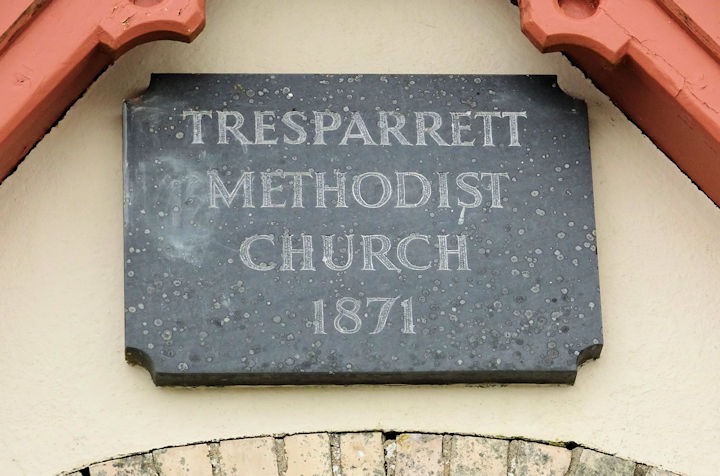 TRESPARRETT
METHODIST
CHURCH
1871